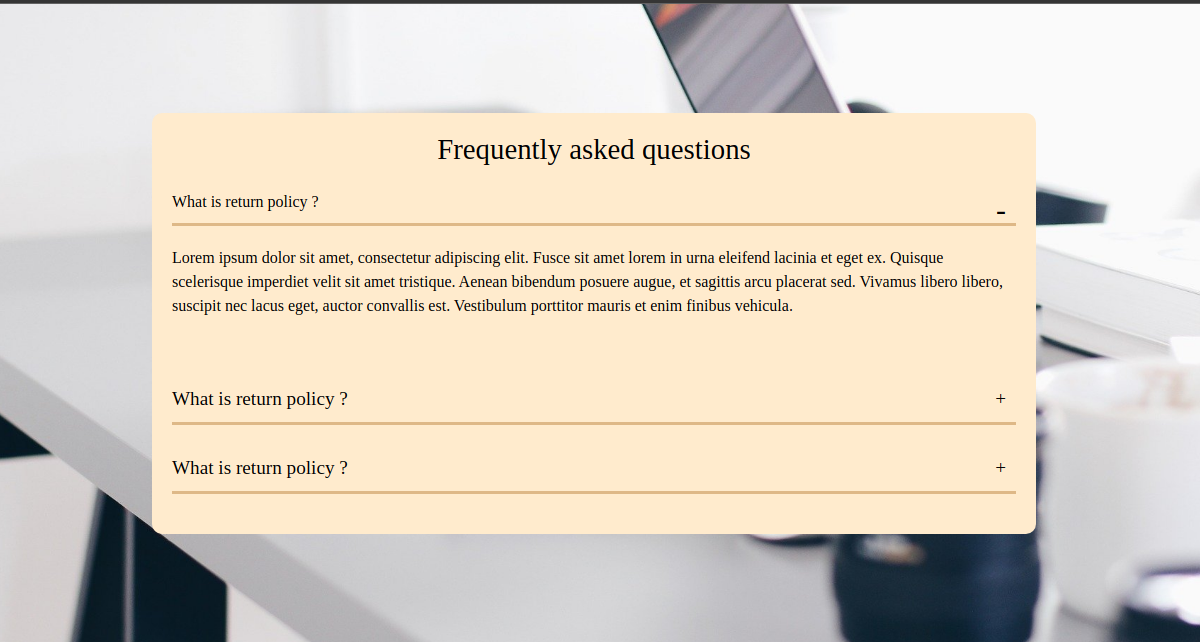 Frequently asked questions
What is return policy ?
-
Lorem ipsum dolor sit amet, consectetur adipiscing elit. Fusce sit amet lorem in urna eleifend lacinia et eget ex. Quisque
scelerisque imperdiet velit sit amet tristique. Aenean bibendum posuere augue, et sagittis arcu placerat sed. Vivamus libero libero,
suscipit nec lacus eget, auctor convallis est. Vestibulum porttitor mauris et enim finibus vehicula.
What is return policy ? +
What is return policy ? +